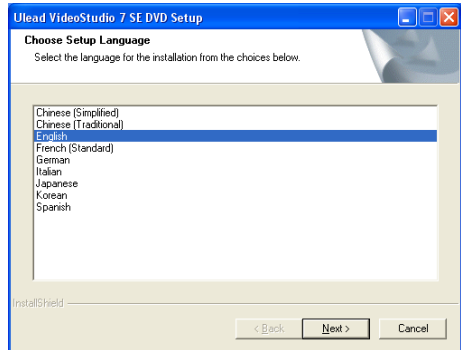 Ulead VideoStudio 7 SE DVD Setup
Choose Setup Language
Select the language for the installation from the choices below.
Chinese (Simplified)
Chinese (Traditional)
English
French (Standard)
German
Italian
Japanese
Korean
Spanish
InstallShield
< Back
Next >
Cancel